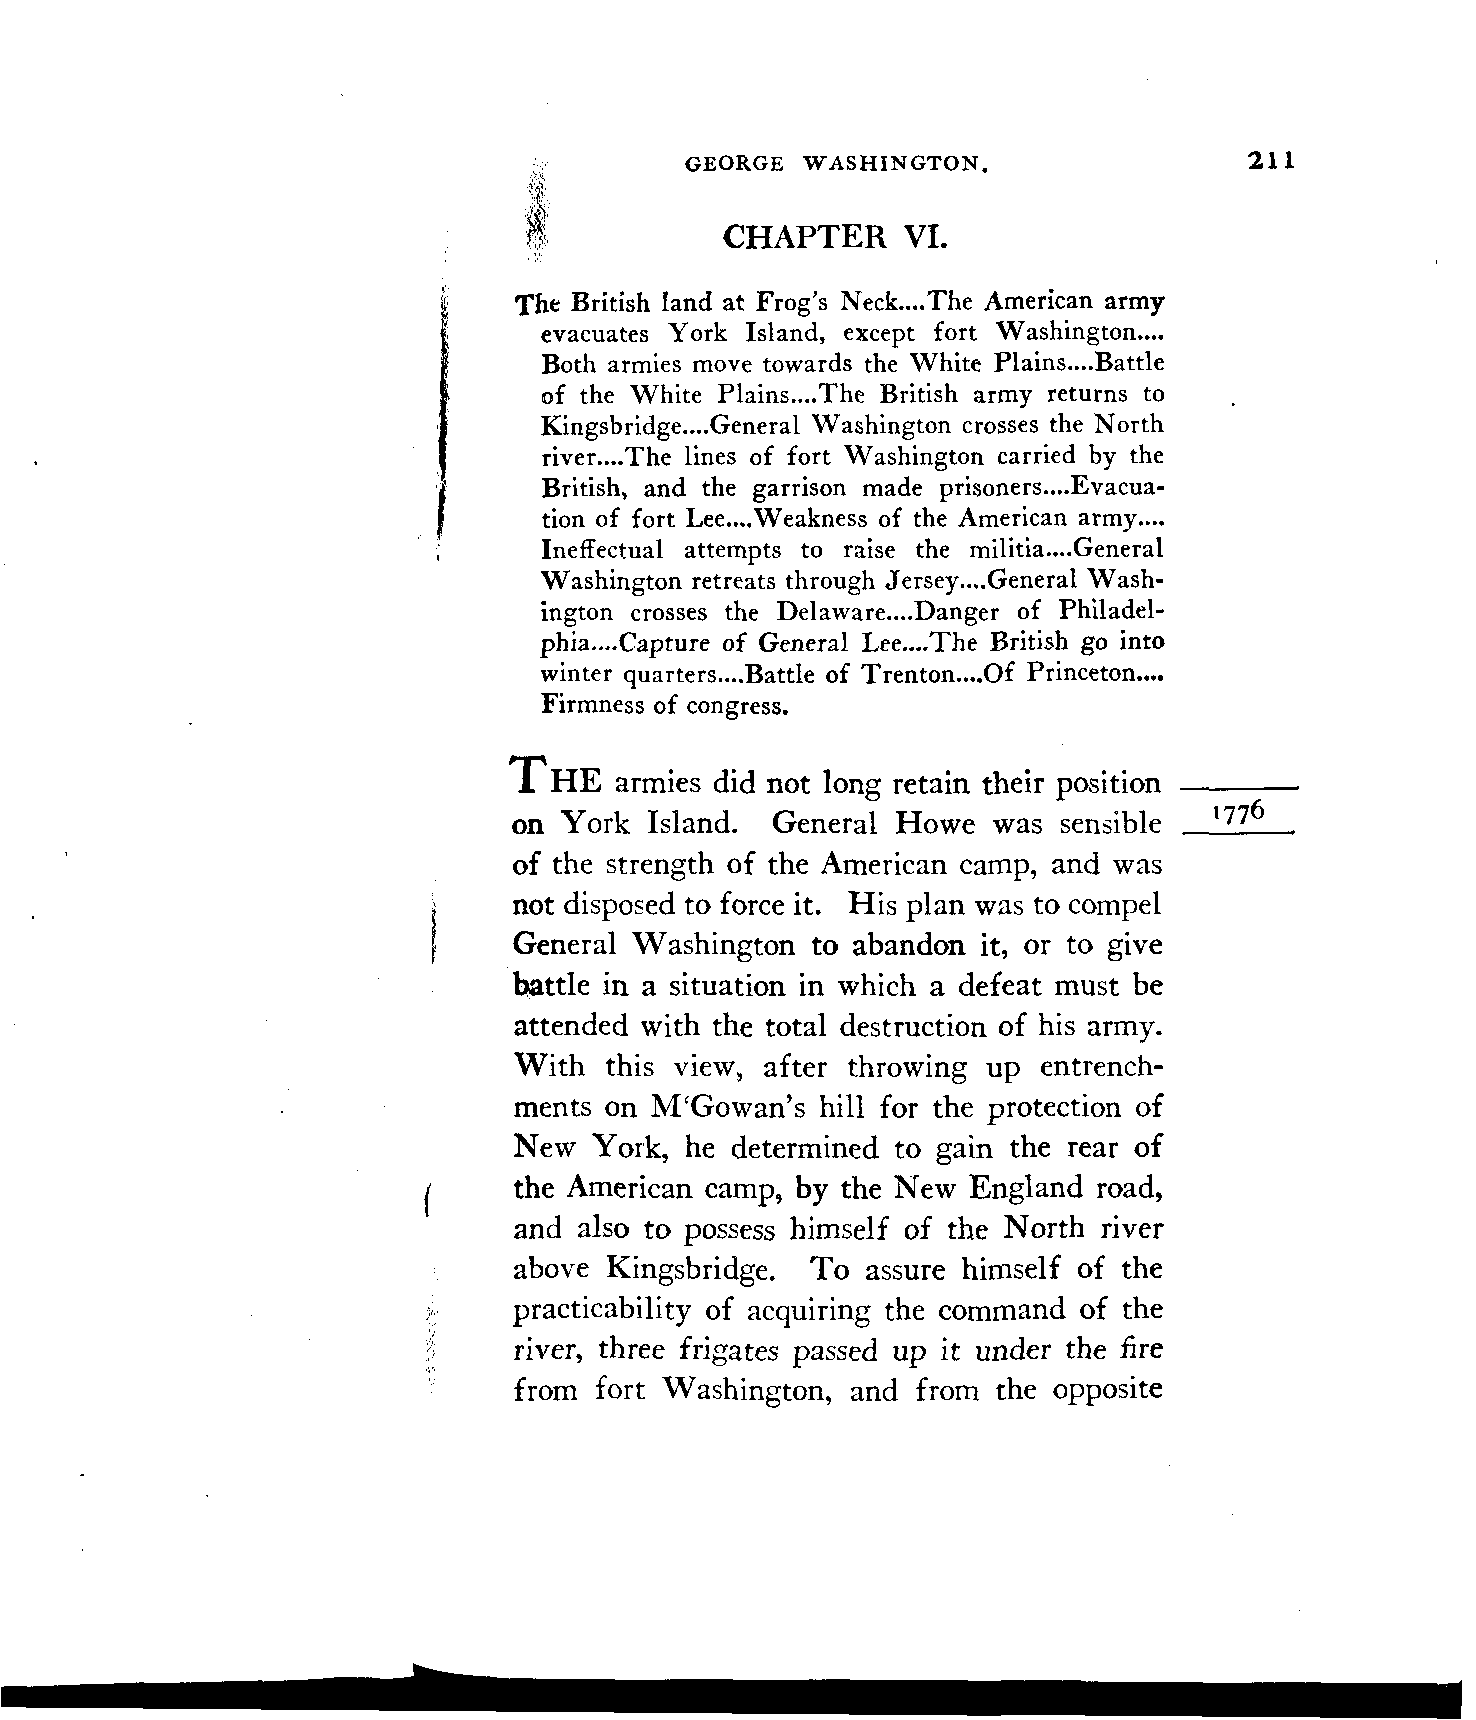 GEORGE WASHINGTON. 211
CHAPTER VI.
The British land at Frog's Neck....The American army
evacuates York Island, except fort Washington....
Both armies move towards the White Plains....Battle
of the White Plains....The British army returns to
Kingsbridge....General Washington crosses the North
river....The lines of fort Washington carried by the
British, and the garrison made prisoners....Evacua-
tion of fort Lee....Weakness of the American army....
Ineffectual attempts to raise the militia....General
Washington retreats through Jersey....General Wash-
ington crosses the Delaware....Danger of Philadel-
phia....Capture of General Lee....The British go into
winter quarters....Battle of Trenton....Of Princeton....
Firmness of congress.
THE armies did not long retain their position
on York Island. General Howe was sensible 1776
of the strength of the American camp, and was
not disposed to force it. His plan was to compel
General Washington to abandon it, or to give
battle in a situation in which a defeat must be
attended with the total destruction of his army.
With this view, after throwing up entrench-
ments on M‘Gowan's hill for the protection of
New York, he determined to gain the rear of
the American camp, by the New England road,
and also to possess himself of the North river
above Kingsbridge. To assure himself of the
practicability of acquiring the command of the
river, three frigates passed up it under the fire
from fort Washington, and from the opposite